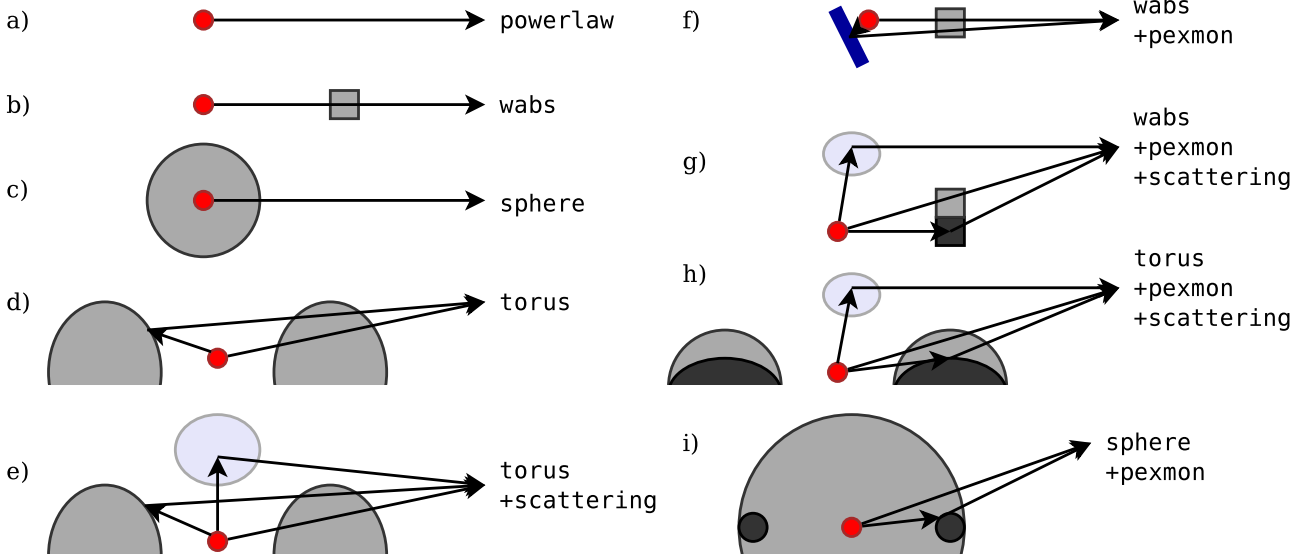 a)
powerlaw
b)
wabs
c)
sphere
d)
torus
e)
torus
+scattering
f)
wabs
+pexmon
g)
wabs
+pexmon
+scattering
h)
torus
+pexmon
+scattering
i)
sphere
+pexmon